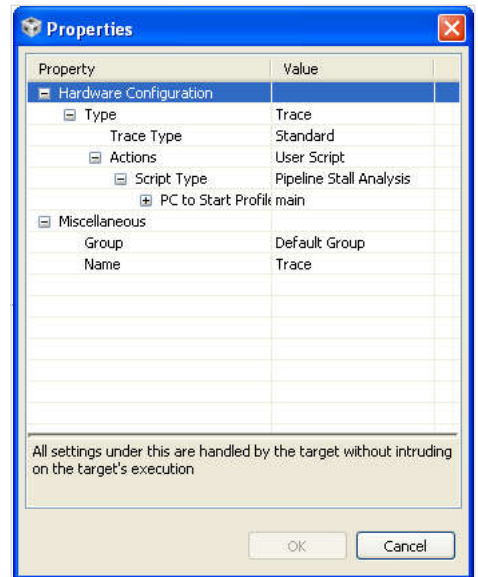 Properties
Property Value
Hardware Configuration
Type Trace
Trace Type Standard
Actions User Script
Script Type Pipeline Stall Analysis
PC to Start Profile main
Miscellaneous
Group Default Group
Name Trace
All settings under this are handled by the target without intruding
on the target's execution
OK Cancel